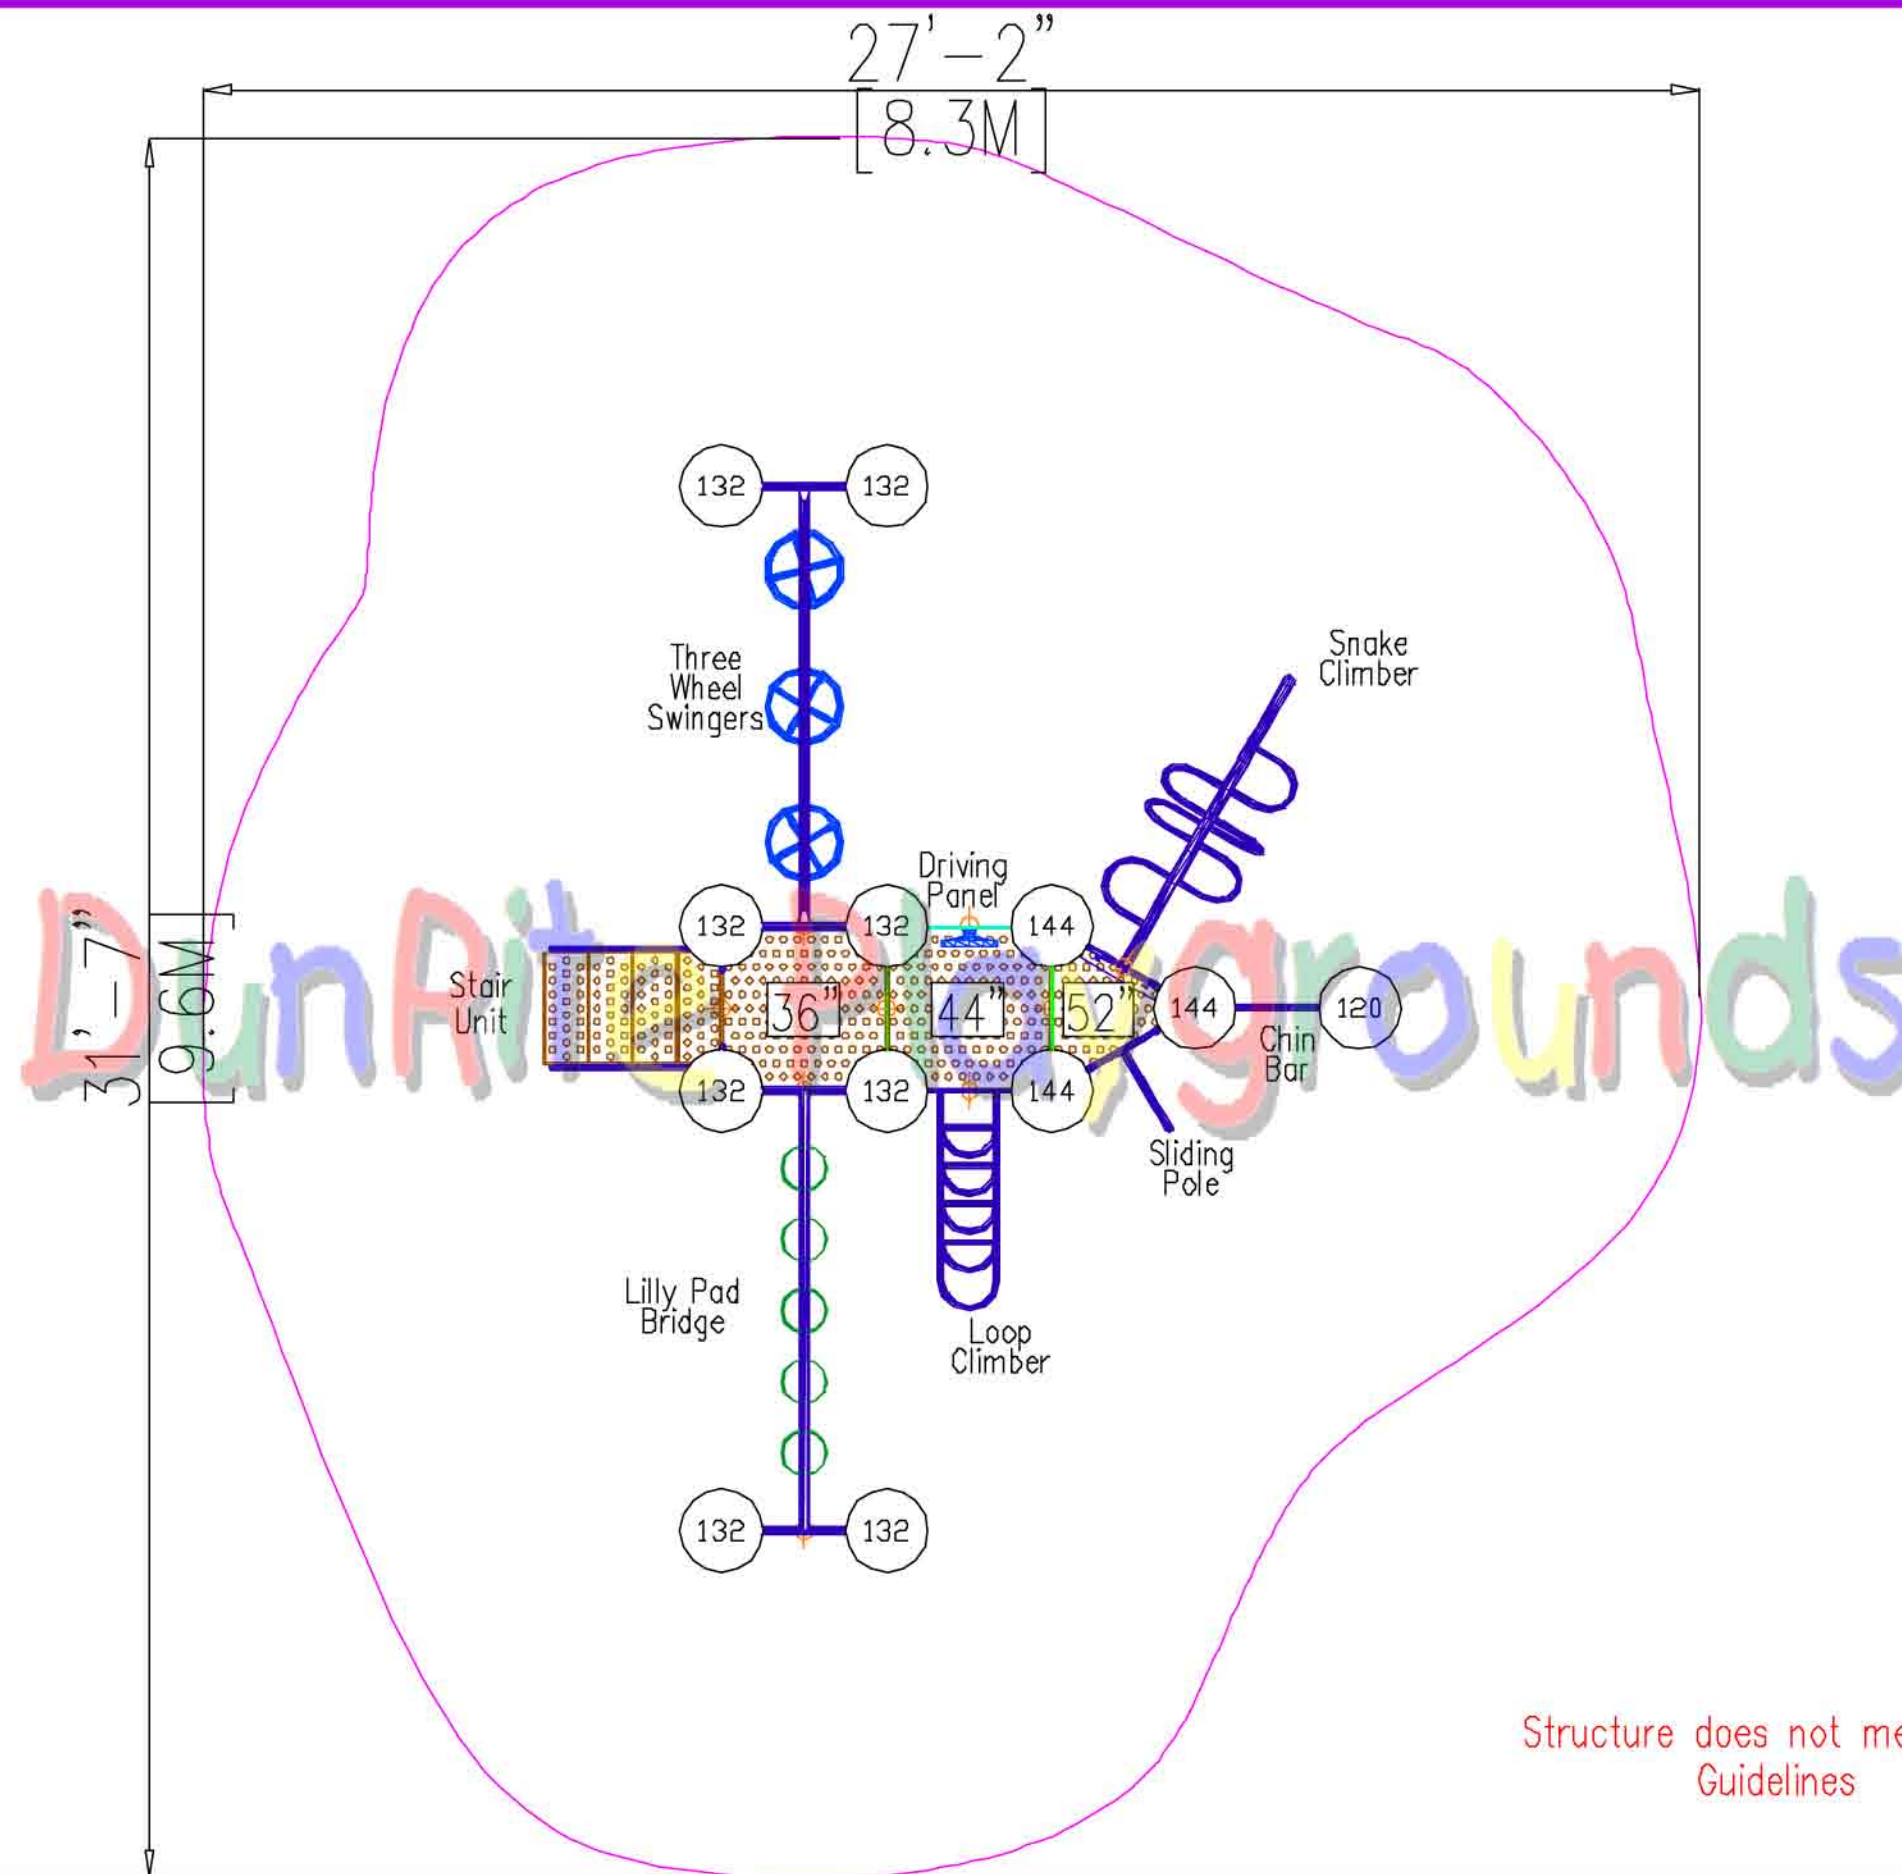 27'-2"
[8.3M]
31'-7"
[9.6M]
132
132
Three
Wheel
Swingers
Snake
Climber
Driving
Panel
132
132
144
Stair
Unit
36"
44"
52"
144
120
Chin
Bar
132
132
144
Sliding
Pole
Lilly Pad
Bridge
Loop
Climber
132
132
DunRite Playgrounds
Structure does not
Guidelines